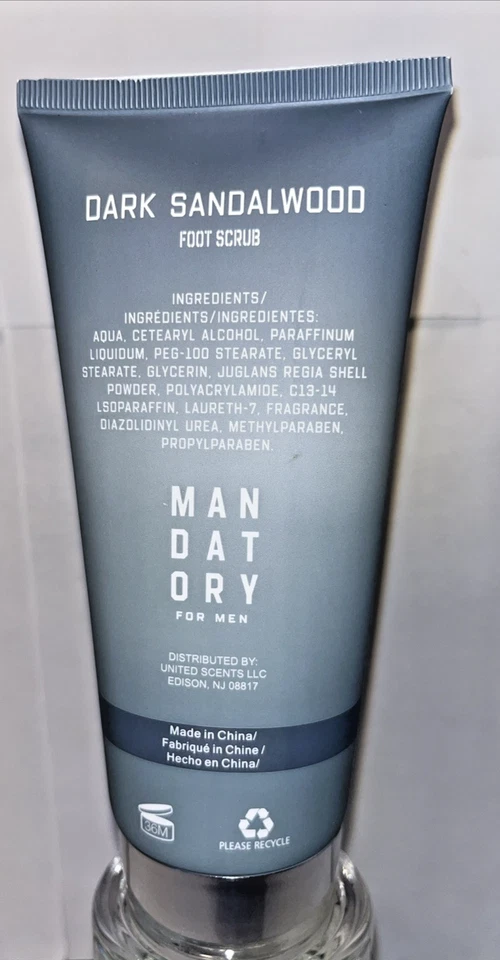 DARK SANDALWOOD
FOOT SCRUB
INGREDIENTS/
INGRÉDIENTS/INGREDIENTES:
AQUA, CETEARYL ALCOHOL, PARAFFINUM
LIQUIDUM, PEG-100 STEARATE, GLYCERYL
STEARATE, GLYCERIN, JUGLANS REGIA SHELL
POWDER, POLYACRYLAMIDE, C13-14
LSOPARAFFIN, LAURETH-7, FRAGRANCE,
DIAZOLIDINYL UREA, METHYLPARABEN,
PROPYLPARABEN.
MAN
DAT
ORY
FOR MEN
DISTRIBUTED BY:
UNITED SCENTS LLC
EDISON, NJ 08817
Made in China/
Fabriqué in Chine /
Hecho en China/
36M
PLEASE RECYCLE